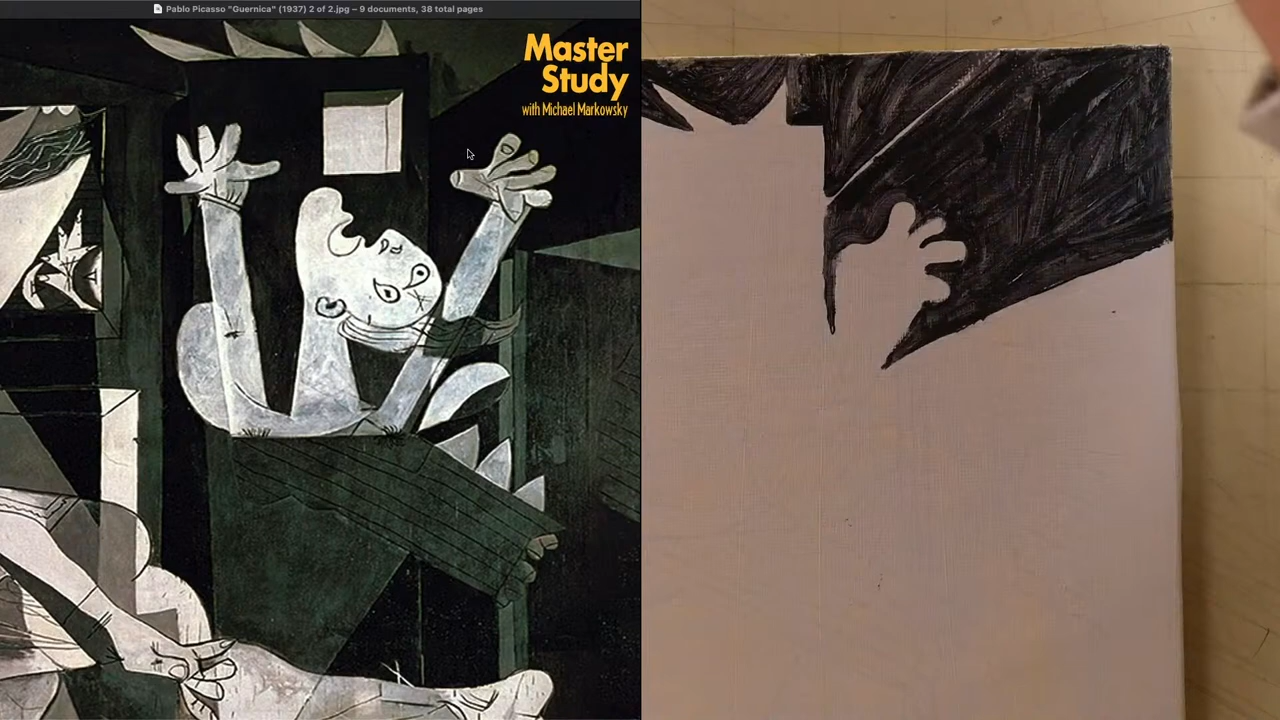 Pablo Picasso "Guernica" (1937) 2 of 2.jpg – 9 documents, 38 total pages
Master
Study
with Michael Markowsky